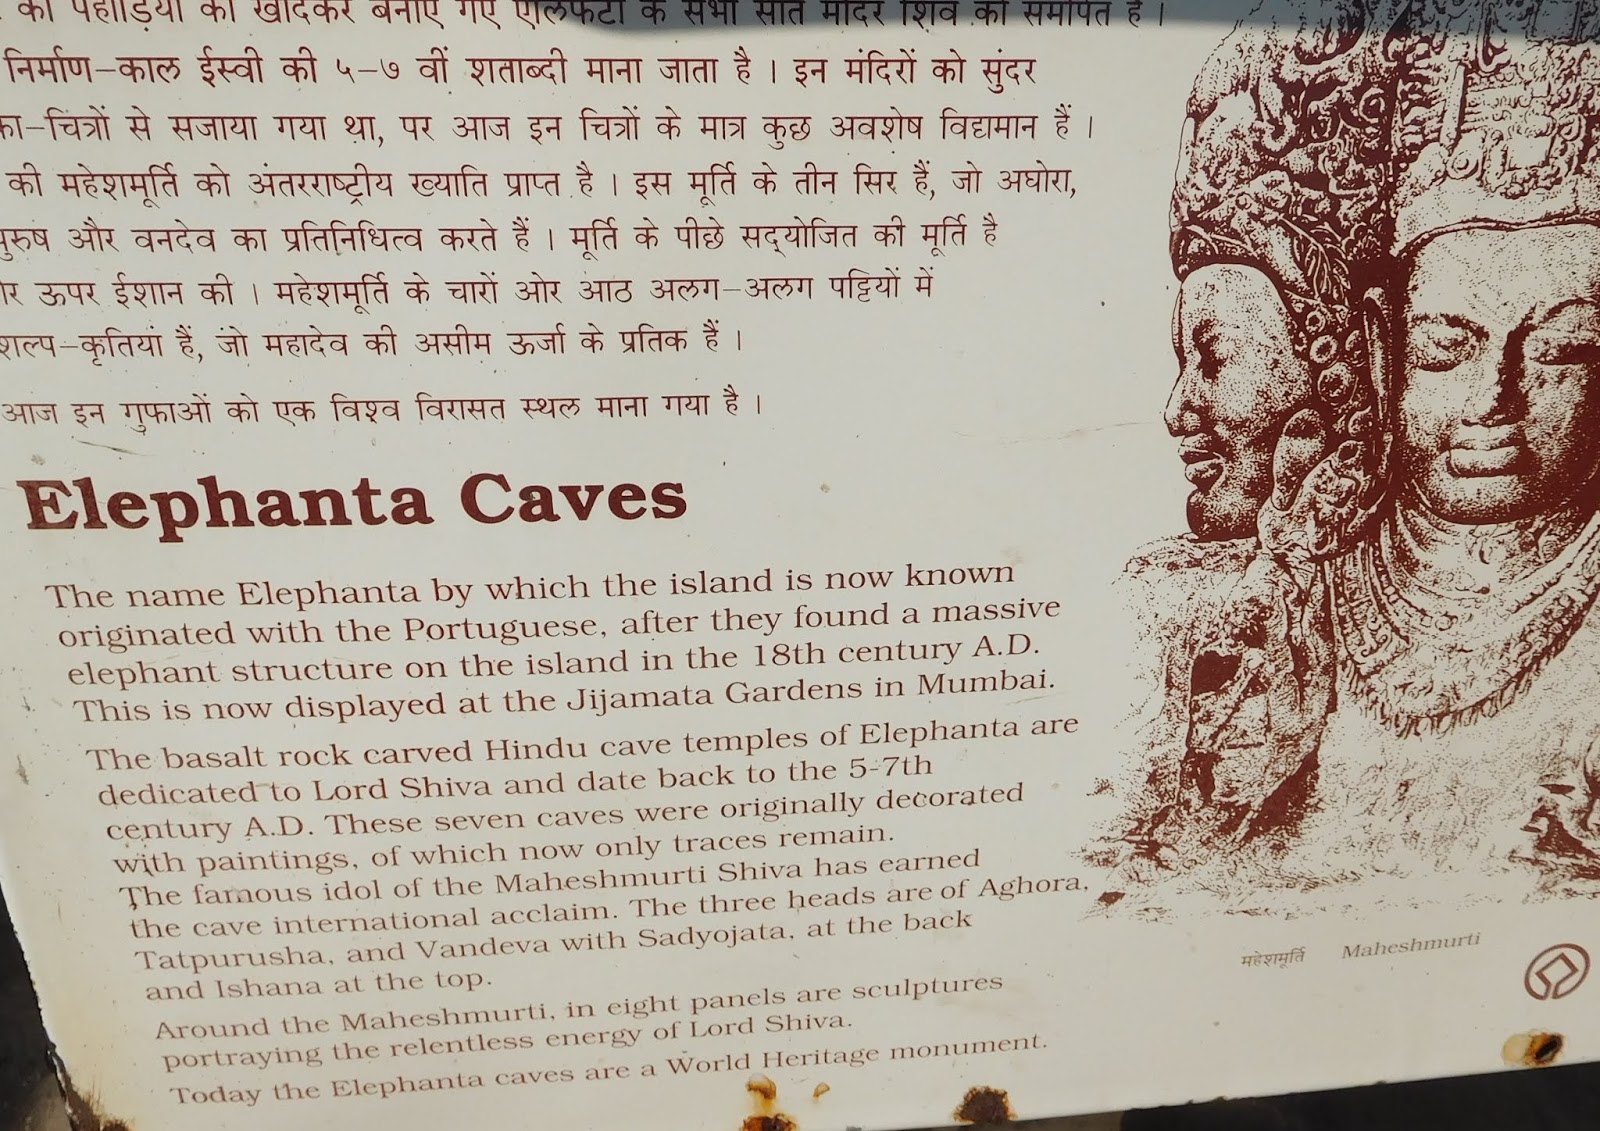 की पहाड़ियों को खोदकर बनाए गए एलिफेंटा के सभी सात मंदिर शिव को समर्पित हैं ।
निर्माण-काल ईस्वी की ५-७ वीं शताब्दी माना जाता है । इन मंदिरों को सुंदर
से सजाया गया था, पर आज इन चित्रों के मात्र कुछ अवशेष विद्यमान हैं ।
की महेशमूर्ति को अंतरराष्ट्रीय ख्याति प्राप्त है । इस मूर्ति के तीन सिर हैं, जो अघोरा,
और वनदेव का प्रतिनिधित्व करते हैं । मूर्ति के पीछे सद्योजित की मूर्ति है
ऊपर ईशान की । महेशमूर्ति के चारों ओर आठ अलग-अलग पट्टियों में
शल्प-कृतियां हैं, जो महादेव की असीम ऊर्जा के प्रतिक हैं ।
आज इन गुफाओं को एक विश्व विरासत स्थल माना गया है ।
Elephanta Caves
The name Elephanta by which the island is now known
originated with the Portuguese, after they found a massive
elephant structure on the island in the 18th century A.D.
This is now displayed at the Jijamata Gardens in Mumbai.
The basalt rock carved Hindu cave temples of Elephanta are
dedicated to Lord Shiva and date back to the 5-7th
century A.D. These seven caves were originally decorated
with paintings, of which now only traces remain.
The famous idol of the Maheshmurti Shiva has earned
the cave international acclaim. The three heads are of Aghora,
Tatpurusha, and Vandeva with Sadyojata, at the back
and Ishana at the top.
Around the Maheshmurti, in eight panels are sculptures
portraying the relentless energy of Lord Shiva.
Today the Elephanta caves are a World Heritage monument.
महेशमूर्ति Maheshmurti